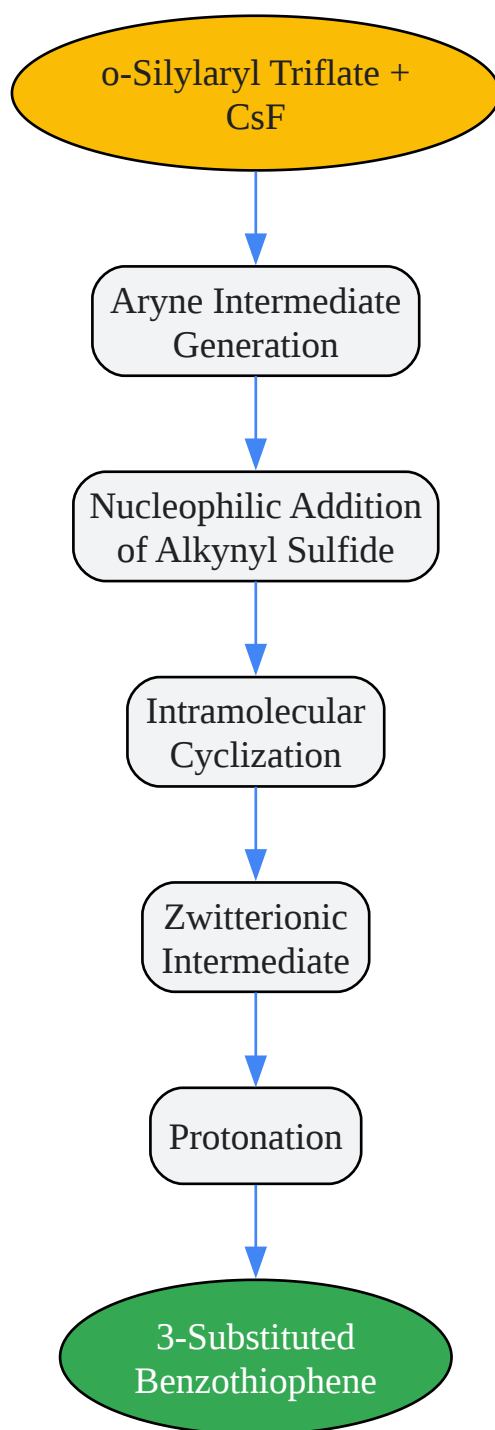 o-Silylaryl Triflate +
CsF
Aryne Intermediate
Generation
Nucleophilic Addition
of Alkynyl Sulfide
Intramolecular
Cyclization
Zwitterionic
Intermediate
Protonation
3-Substituted
Benzothiophene